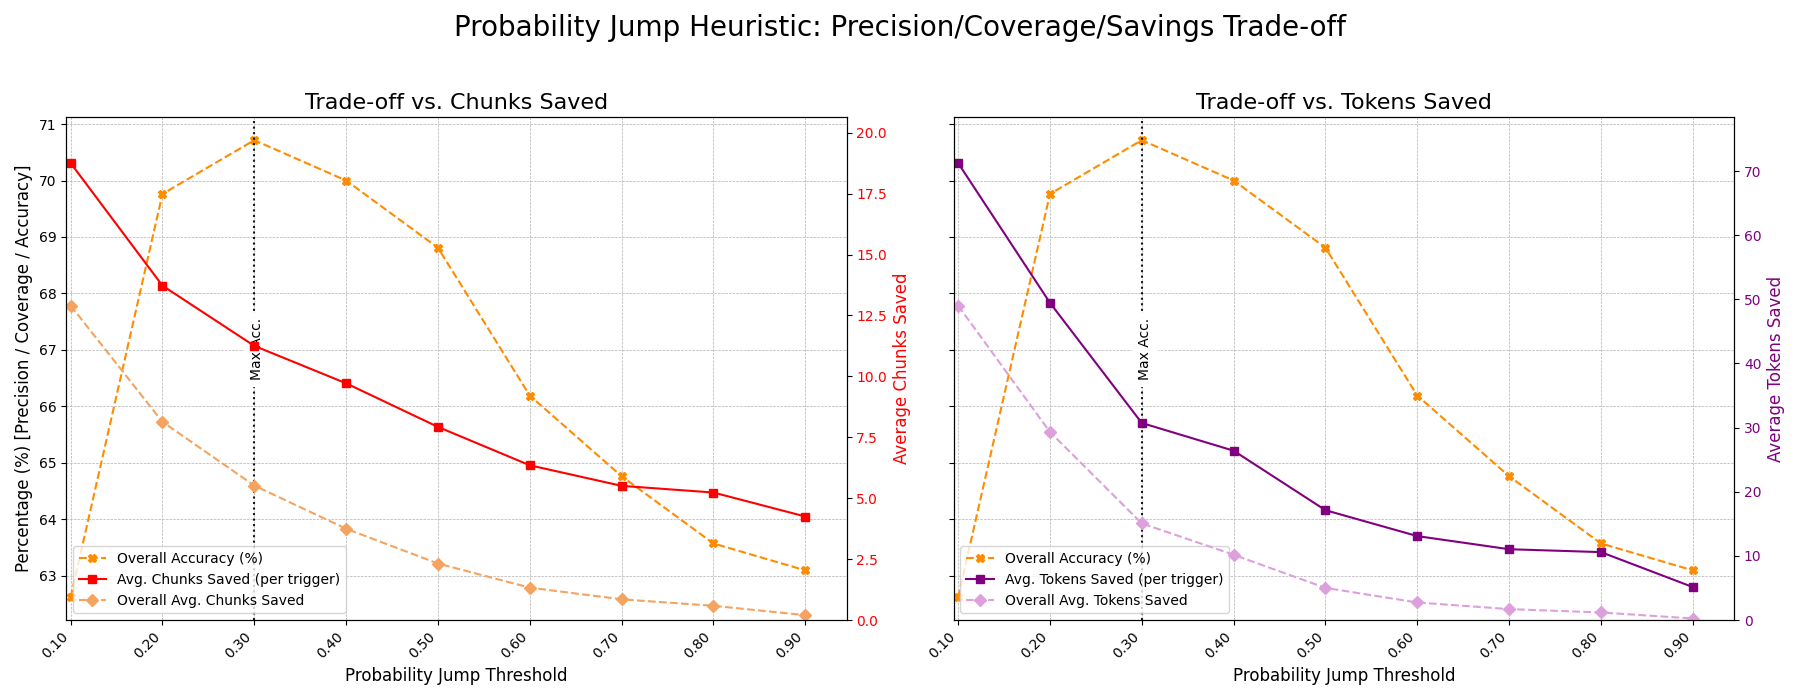 Probability Jump Heuristic: Precision/Coverage/Savings Trade-off
Trade-off vs. Chunks Saved
Percentage (%) [Precision / Coverage / Accuracy]
71
70
69
68
67
66
65
64
63
Max Acc.
20.0
17.5
15.0
12.5
10.0
7.5
5.0
2.5
0.0
Average Chunks Saved
Overall Accuracy (%)
Avg. Chunks Saved (per trigger)
Overall Avg. Chunks Saved
0.10
0.20
0.30
0.40
0.50
0.60
0.70
0.80
0.90
Probability Jump Threshold
Trade-off vs. Tokens Saved
Max Acc.
70
60
50
40
30
20
10
0
Average Tokens Saved
Overall Accuracy (%)
Avg. Tokens Saved (per trigger)
Overall Avg. Tokens Saved
0.10
0.20
0.30
0.40
0.50
0.60
0.70
0.80
0.90
Probability Jump Threshold